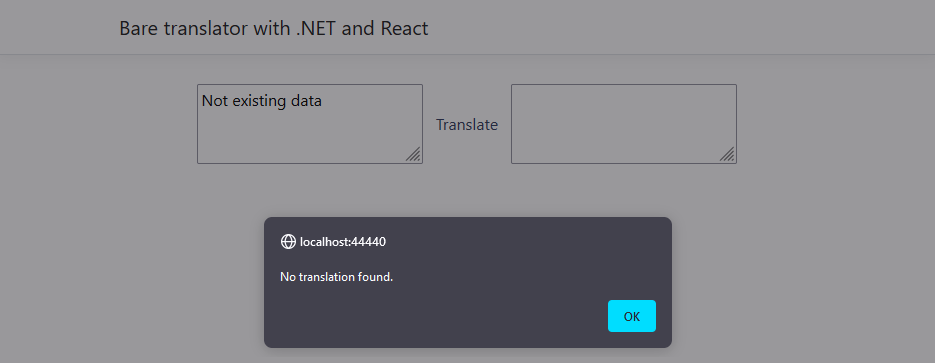 Bare translator with .NET and React
Not existing data
Translate
localhost:44440
No translation found.
OK